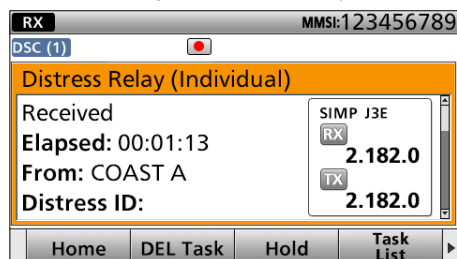 RX MMSI:123456789
DSC (1)
Distress Relay (Individual)
Received
Elapsed: 00:01:13
From: COAST A
Distress ID:
SIMP J3E
RX
2.182.0
TX
2.182.0
Home DEL Task Hold Task List